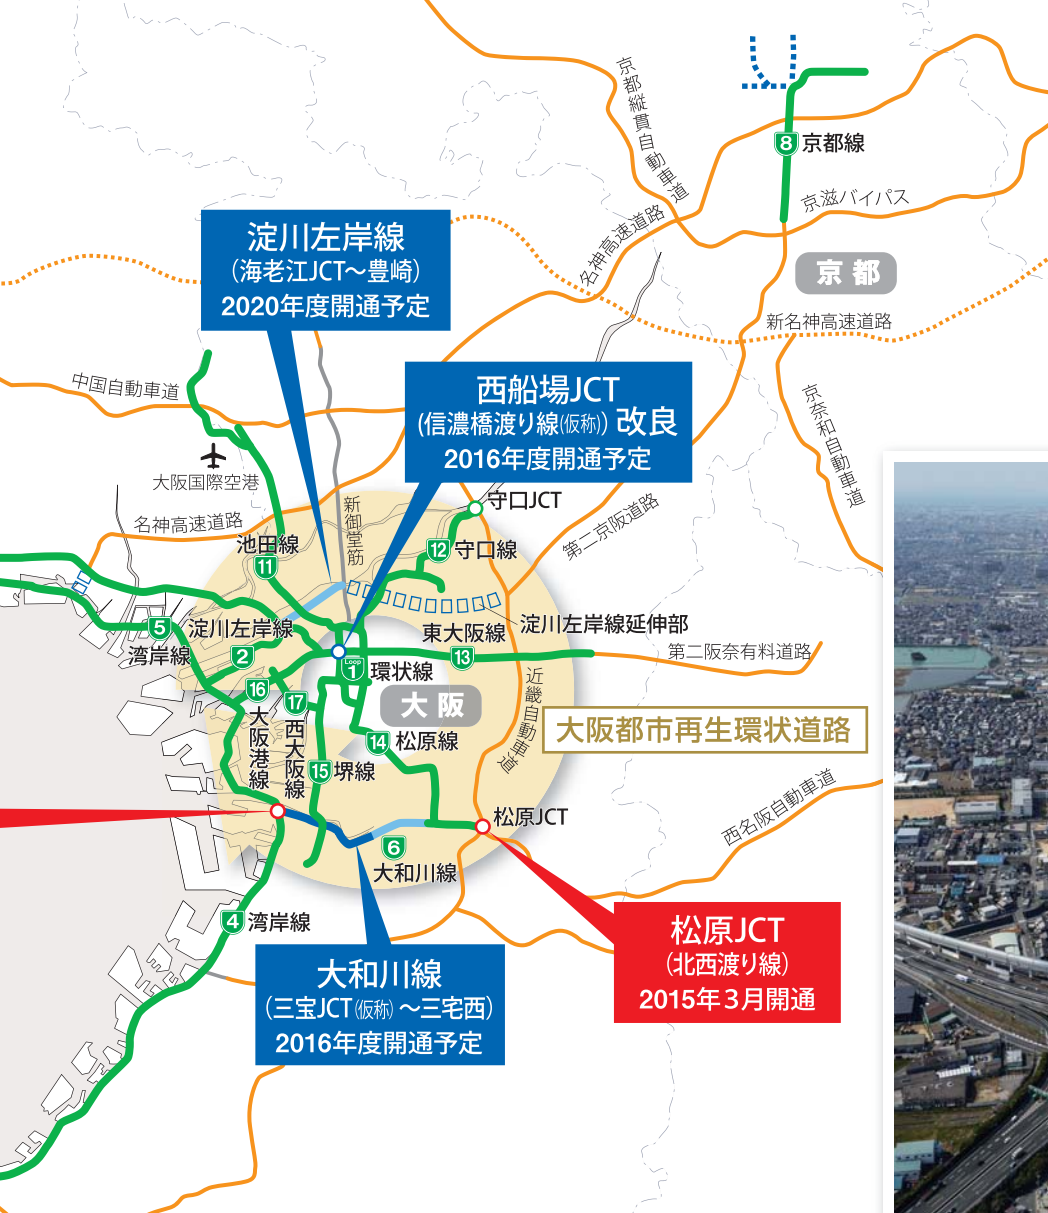 京都縦貫自動車道
8 京都線
京滋バイパス
名神高速道路
京都
新名神高速道路
淀川左岸線
(海老江JCT～豊崎)
2020年度開通予定
中国自動車道
西船場JCT
(信濃橋渡り線(仮称)) 改良
2016年度開通予定
京奈和自動車道
大阪国際空港
名神高速道路
新御堂筋
守口JCT
第二京阪道路
池田線
11
12 守口線
5
湾岸線
淀川左岸線
2
東大阪線
13
淀川左岸線延伸部
第二阪奈有料道路
Loop
1 環状線
16
大阪港線
17
西大阪線
大阪
近畿自動車道
大阪都市再生環状道路
14 松原線
15 堺線
松原JCT
西名阪自動車道
6
大和川線
4 湾岸線
松原JCT
(北西渡り線)
2015年3月開通
大和川線
(三宝JCT(仮称)～三宅西)
2016年度開通予定